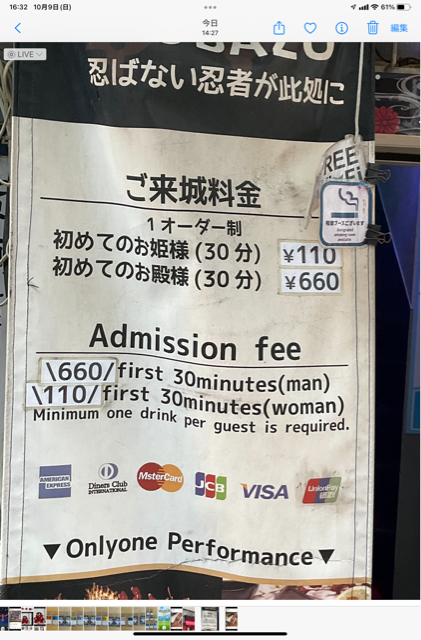 16:32 10月9日(日)
61%
今日
14:27
編集
LIVE
忍ばない忍者が此処に
REE
ご来城料金
1オーダー制
初めてのお姫様(30分) ¥110
初めてのお殿様(30分) ¥660
Admission fee
\660/first 30minutes(man)
\110/first 30minutes(woman)
Minimum one drink per guest is required.
AMERICAN EXPRESS
Diners Club INTERNATIONAL
MsterCard
JCB
VISA
UnionPay
▼Onlyone Performance▼